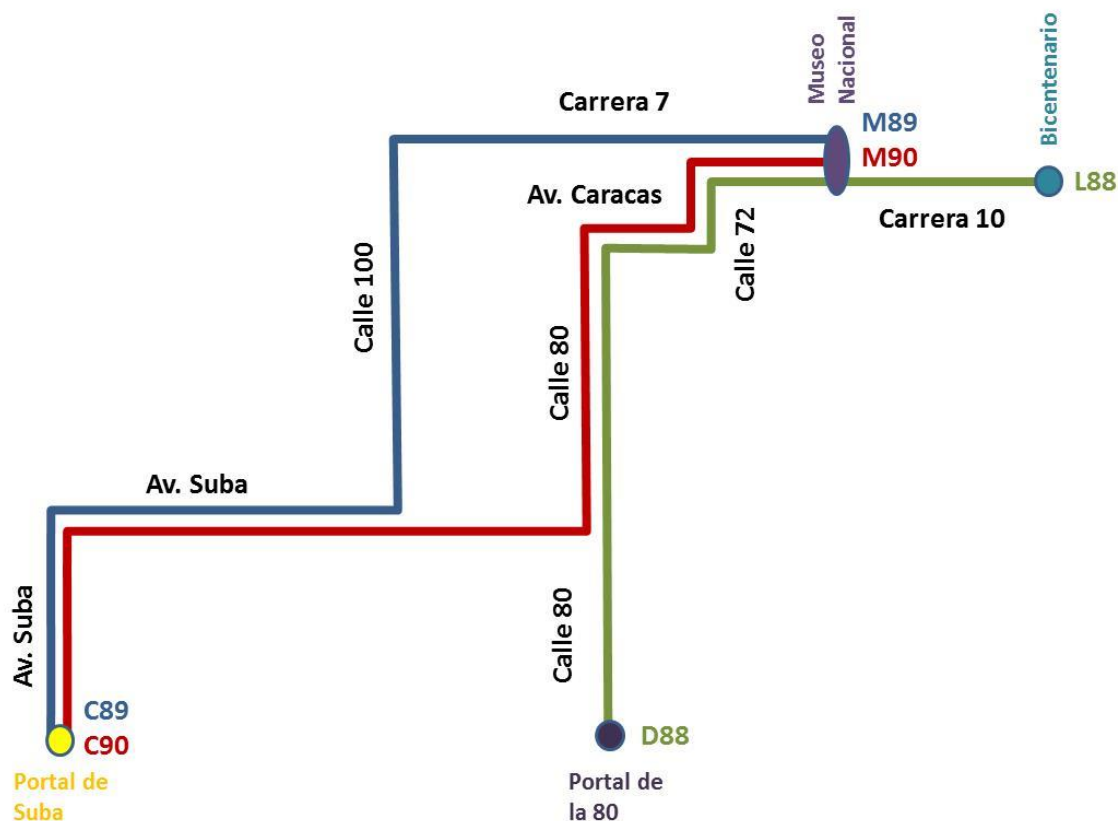 Museo
Nacional
Bicentenario
Carrera 7
M89
M90
L88
Av. Caracas
Carrera 10
Calle 72
Calle 100
Calle 80
Av. Suba
Av. Suba
Calle 80
C89
C90
D88
Portal de
Suba
Portal de
la 80